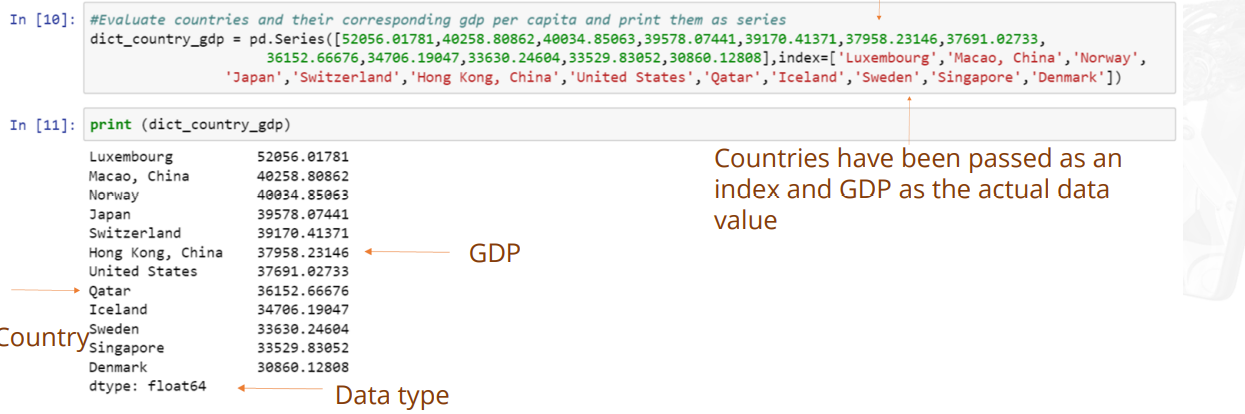 In [10]: #Evaluate countries and their corresponding gdp per capita and print them as series
dict_country_gdp = pd.Series([52056.01781,40258.80862,40034.85063,39578.07441,39170.41371,37958.23146,37691.02733,
36152.66676,34706.19047,33630.24604,33529.83052,30860.12808],index=['Luxembourg','Macao, China','Norway',
'Japan','Switzerland','Hong Kong, China','United States','Qatar','Iceland','Sweden','Singapore','Denmark'])
In [11]: print (dict_country_gdp)
Luxembourg 52056.01781
Macao, China 40258.80862
Norway 40034.85063
Japan 39578.07441
Switzerland 39170.41371
Hong Kong, China 37958.23146
United States 37691.02733
Qatar 36152.66676
Iceland 34706.19047
Sweden 33630.24604
Singapore 33529.83052
Denmark 30860.12808
dtype: float64
Countries have been passed as an
index and GDP as the actual data
value
GDP
Country
Data type